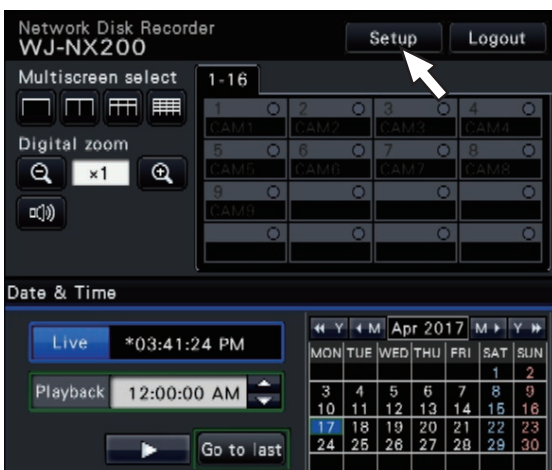 Network Disk Recorder
WJ-NX200
Setup
Logout
Multiscreen select
1-16
1 2 3 4
CAM1 CAM2 CAM3 CAM4
Digital zoom
5 6 7 8
CAM5 CAM6 CAM7 CAM8
×1
9
CAM9
Date & Time
Live *03:41:24 PM
Playback 12:00:00 AM
Go to last
Y M Apr 2017 M Y
MON TUE WED THU FRI SAT SUN
1 2
3 4 5 6 7 8 9
10 11 12 13 14 15 16
17 18 19 20 21 22 23
24 25 26 27 28 29 30